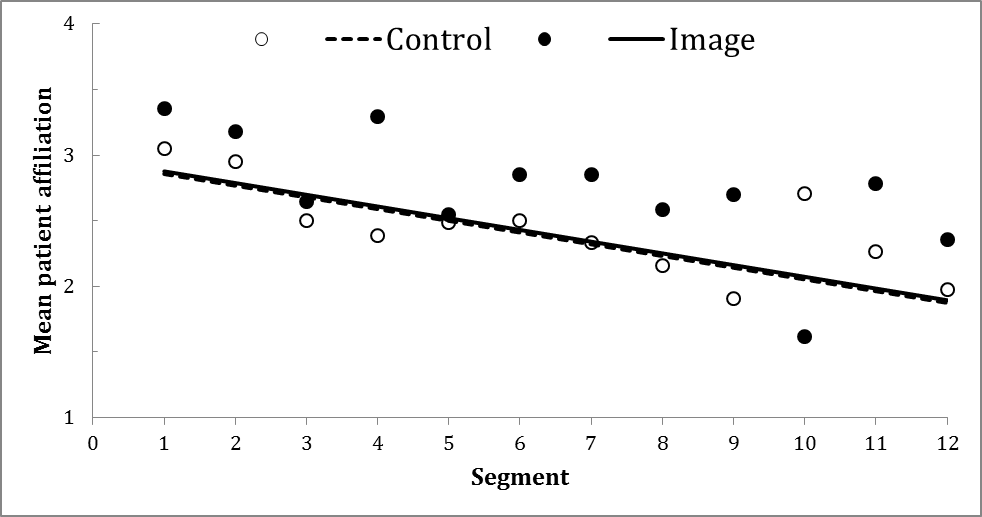 4
Control Image
3
Mean patient affiliation
2
1
0 1 2 3 4 5 6 7 8 9 10 11 12
Segment